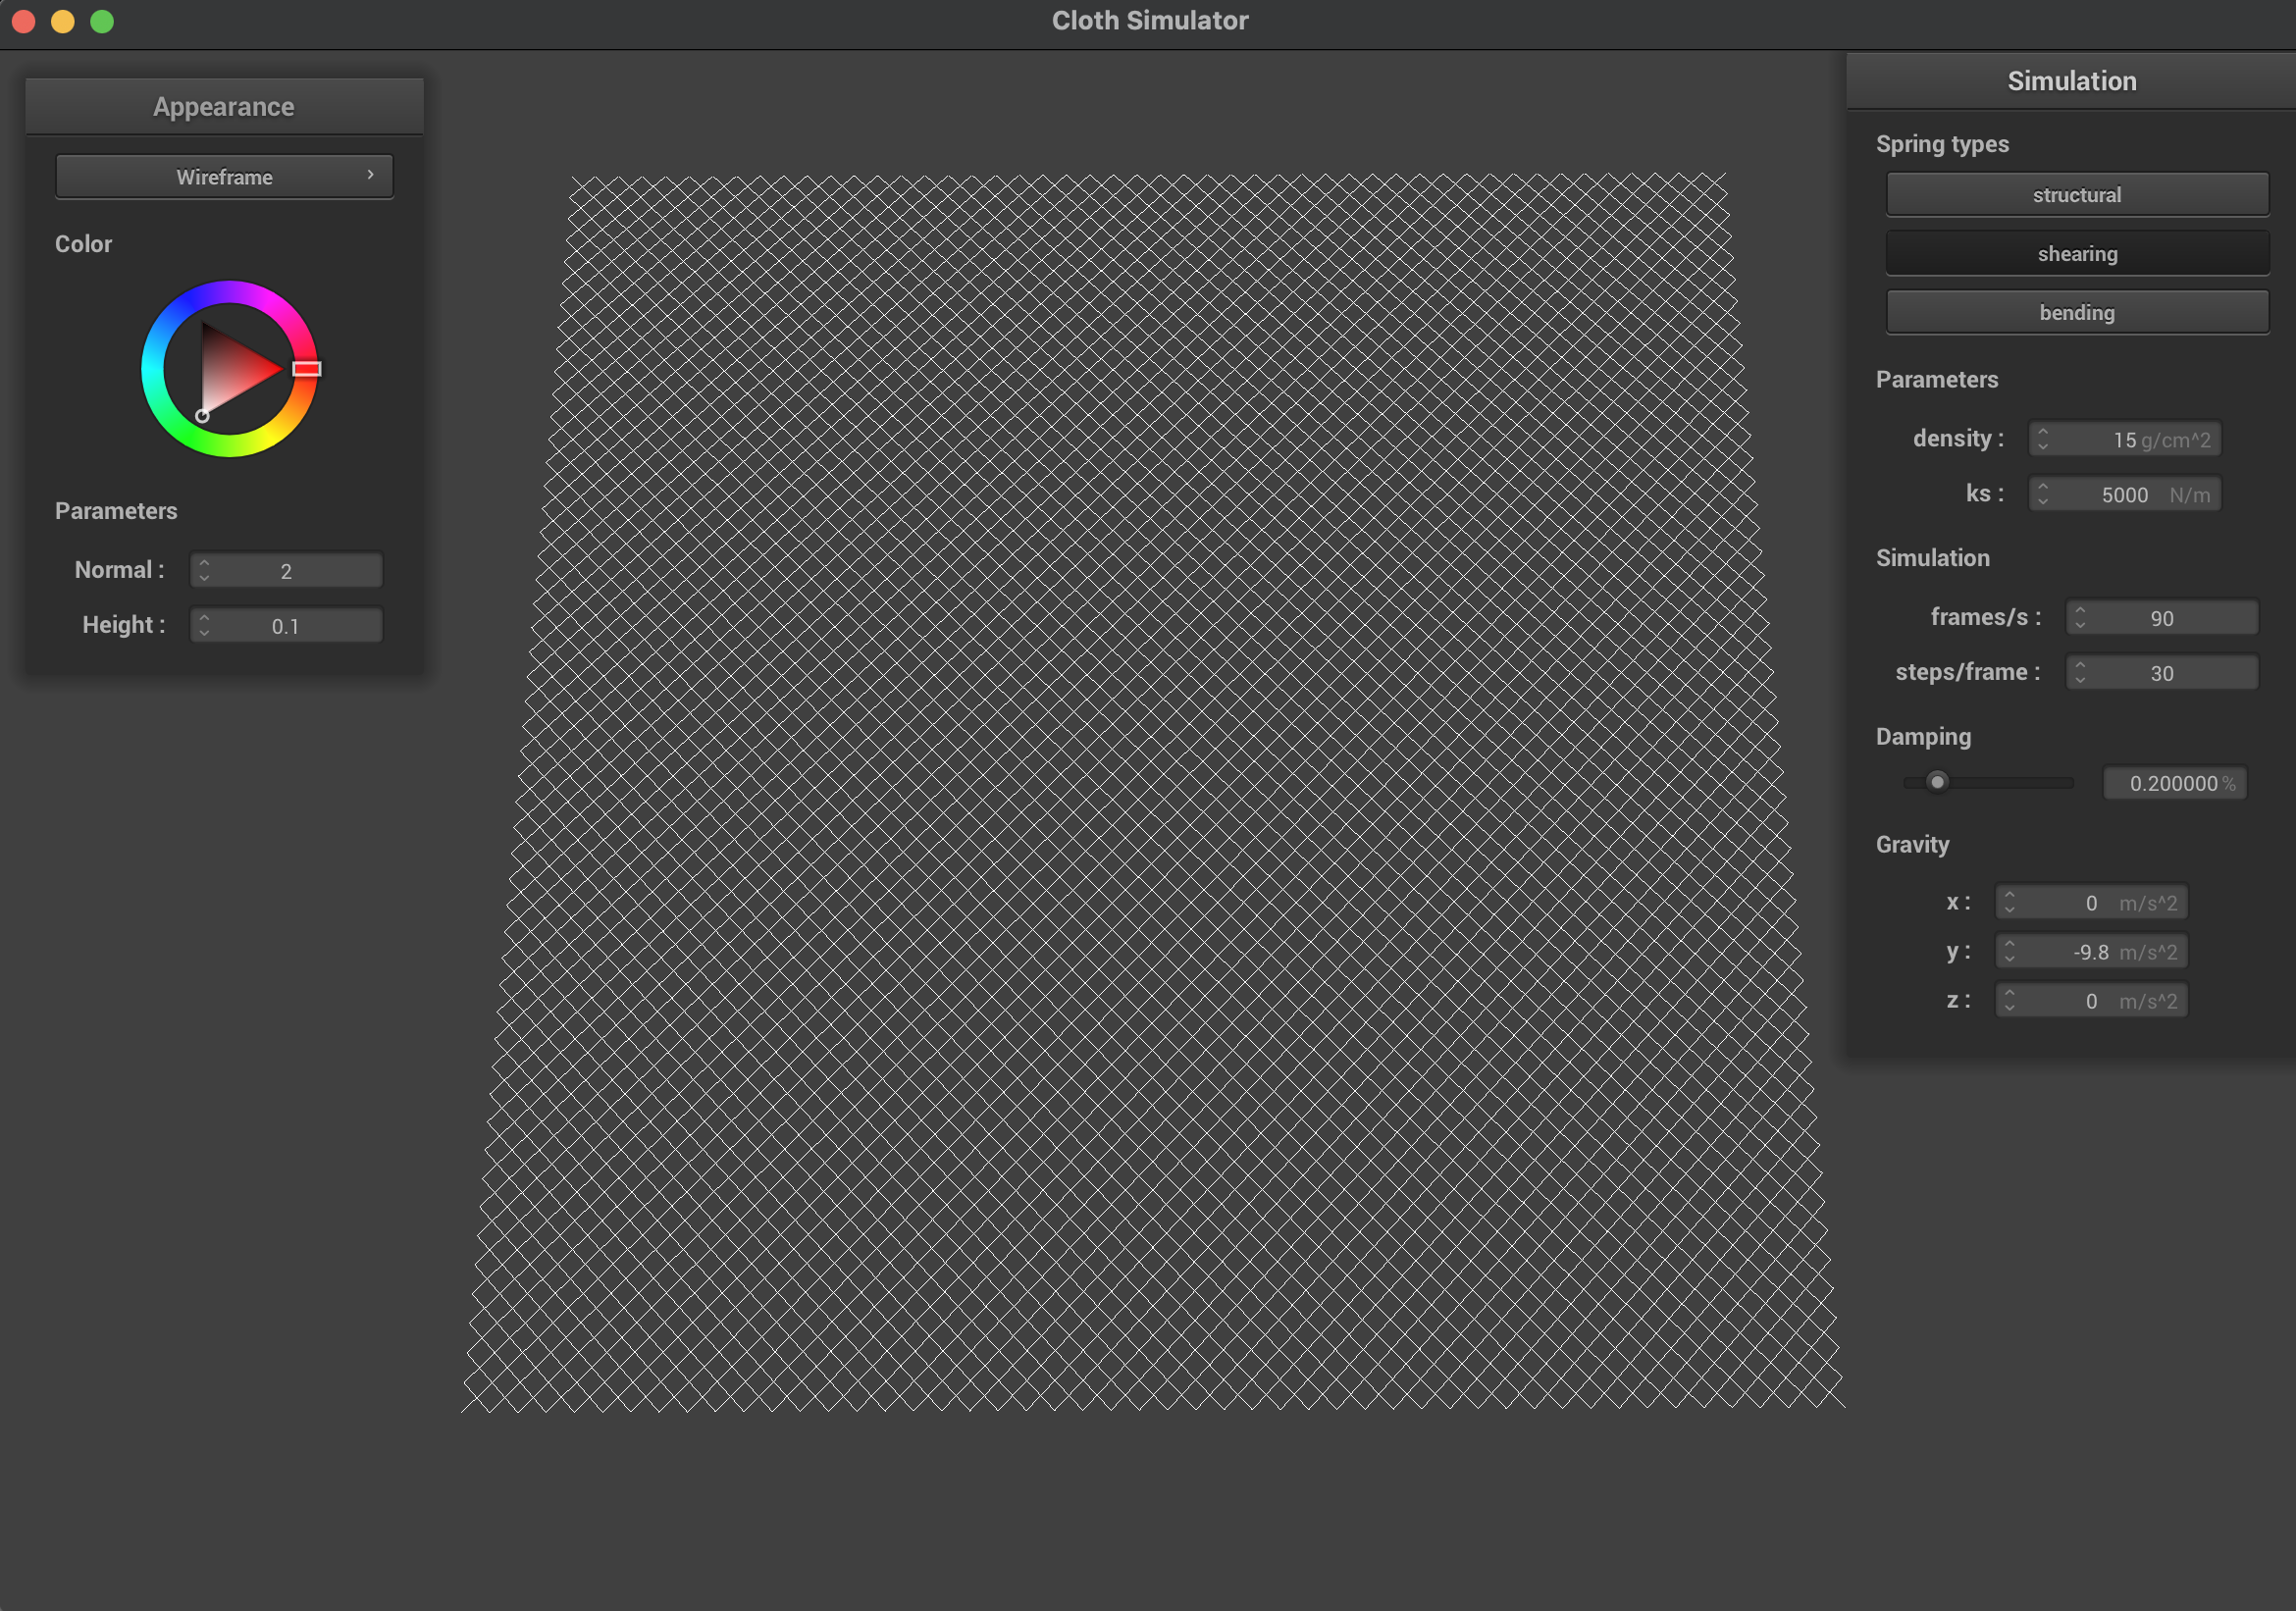 Cloth Simulator
Appearance
Wireframe
Color
Parameters
Normal : 2
Height : 0.1
Simulation
Spring types
structural
shearing
bending
Parameters
density : 15 g/cm^2
ks : 5000 N/m
Simulation
frames/s : 90
steps/frame : 30
Damping
0.200000 %
Gravity
x : 0 m/s^2
y : -9.8 m/s^2
z : 0 m/s^2